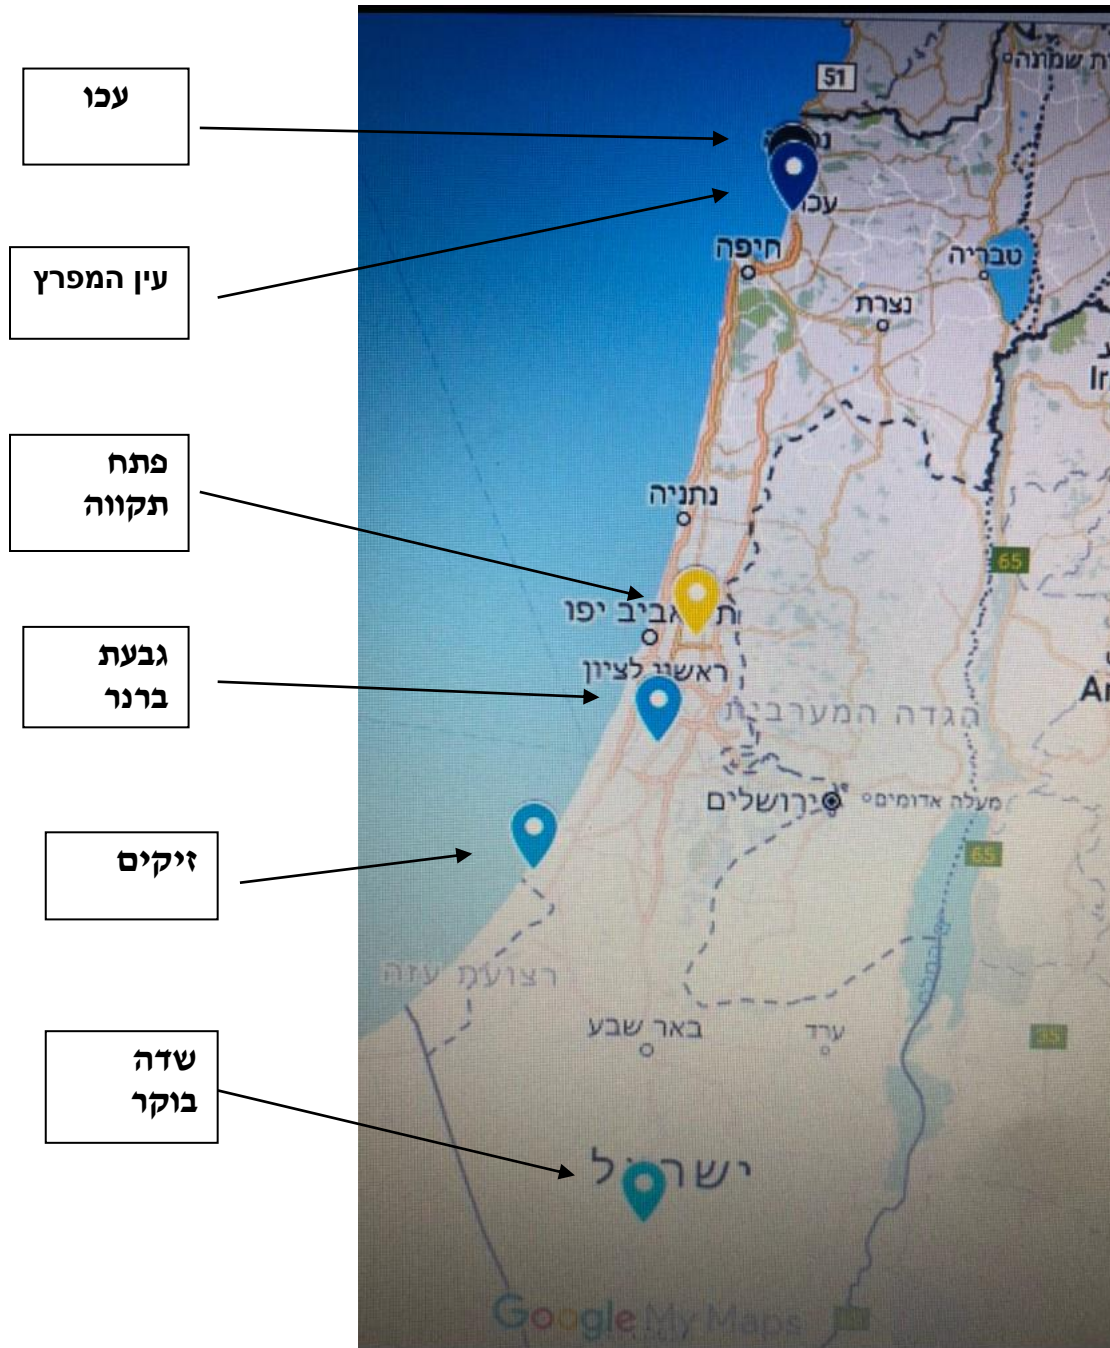 עכו
עין המפרץ
פתח
תקווה
גבעת
ברנר
זיקים
שדה
בוקר
51
עכו
חיפה
טבריה
נצרת
נתניה
65
אביב יפו
ראשון לציון
הגדה המערבית
ירושלים
מעלה אדומים
65
רצועת עזה
באר שבע
ערד
ישראל
Google My Maps